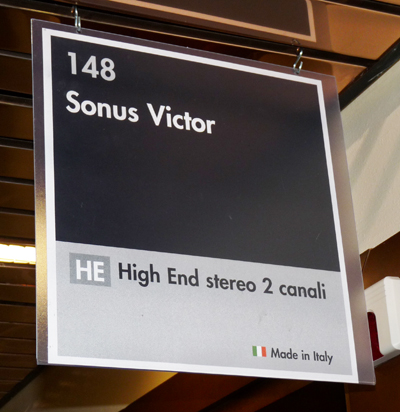 148
Sonus Victor
HE High End stereo 2 canali
Made in Italy